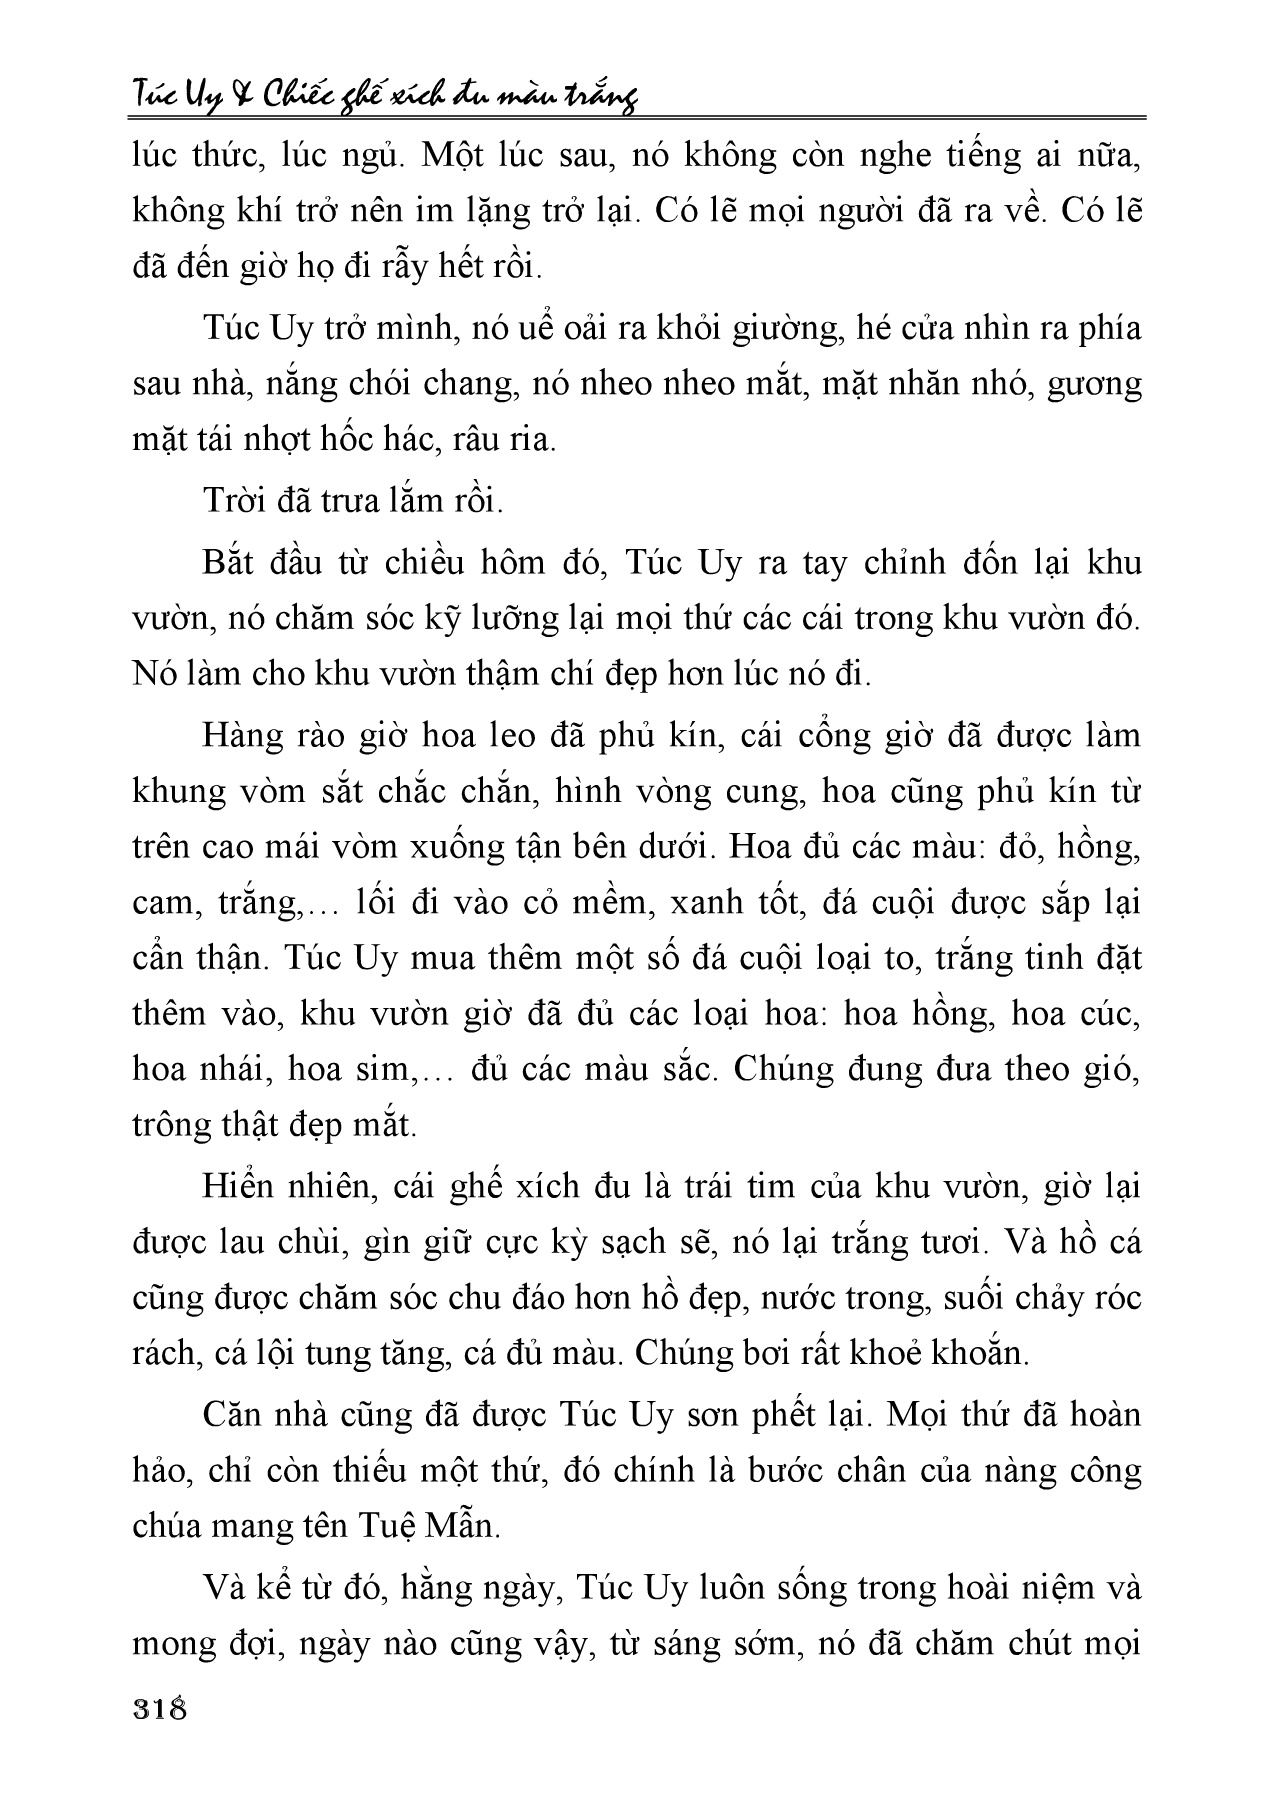 Túc Uy & Chiếc ghế xích đu màu trắng
lúc thức, lúc ngủ. Một lúc sau, nó không còn nghe tiếng ai nữa,
không khí trở nên im lặng trở lại. Có lẽ mọi người đã ra về. Có lẽ
đã đến giờ họ đi rẫy hết rồi.
Túc Uy trở mình, nó uể oải ra khỏi giường, hé cửa nhìn ra phía
sau nhà, nắng chói chang, nó nheo nheo mắt, mặt nhăn nhó, gương
mặt tái nhợt hốc hác, râu ria.
Trời đã trưa lắm rồi.
Bắt đầu từ chiều hôm đó, Túc Uy ra tay chỉnh đốn lại khu
vườn, nó chăm sóc kỹ lưỡng lại mọi thứ các cái trong khu vườn đó.
Nó làm cho khu vườn thậm chí đẹp hơn lúc nó đi.
Hàng rào giờ hoa leo đã phủ kín, cái cổng giờ đã được làm
khung vòm sắt chắc chắn, hình vòng cung, hoa cũng phủ kín từ
trên cao mái vòm xuống tận bên dưới. Hoa đủ các màu: đỏ, hồng,
cam, trắng,… lối đi vào cỏ mềm, xanh tốt, đá cuội được sắp lại
cẩn thận. Túc Uy mua thêm một số đá cuội loại to, trắng tinh đặt
thêm vào, khu vườn giờ đã đủ các loại hoa: hoa hồng, hoa cúc,
hoa nhái, hoa sim,… đủ các màu sắc. Chúng đung đưa theo gió,
trông thật đẹp mắt.
Hiển nhiên, cái ghế xích đu là trái tim của khu vườn, giờ lại
được lau chùi, gìn giữ cực kỳ sạch sẽ, nó lại trắng tươi. Và hồ cá
cũng được chăm sóc chu đáo hơn hồ đẹp, nước trong, suối chảy róc
rách, cá lội tung tăng, cá đủ màu. Chúng bơi rất khoẻ khoắn.
Căn nhà cũng đã được Túc Uy sơn phết lại. Mọi thứ đã hoàn
hảo, chỉ còn thiếu một thứ, đó chính là bước chân của nàng công
chúa mang tên Tuệ Mẫn.
Và kể từ đó, hằng ngày, Túc Uy luôn sống trong hoài niệm và
mong đợi, ngày nào cũng vậy, từ sáng sớm, nó đã chăm chút mọi
318